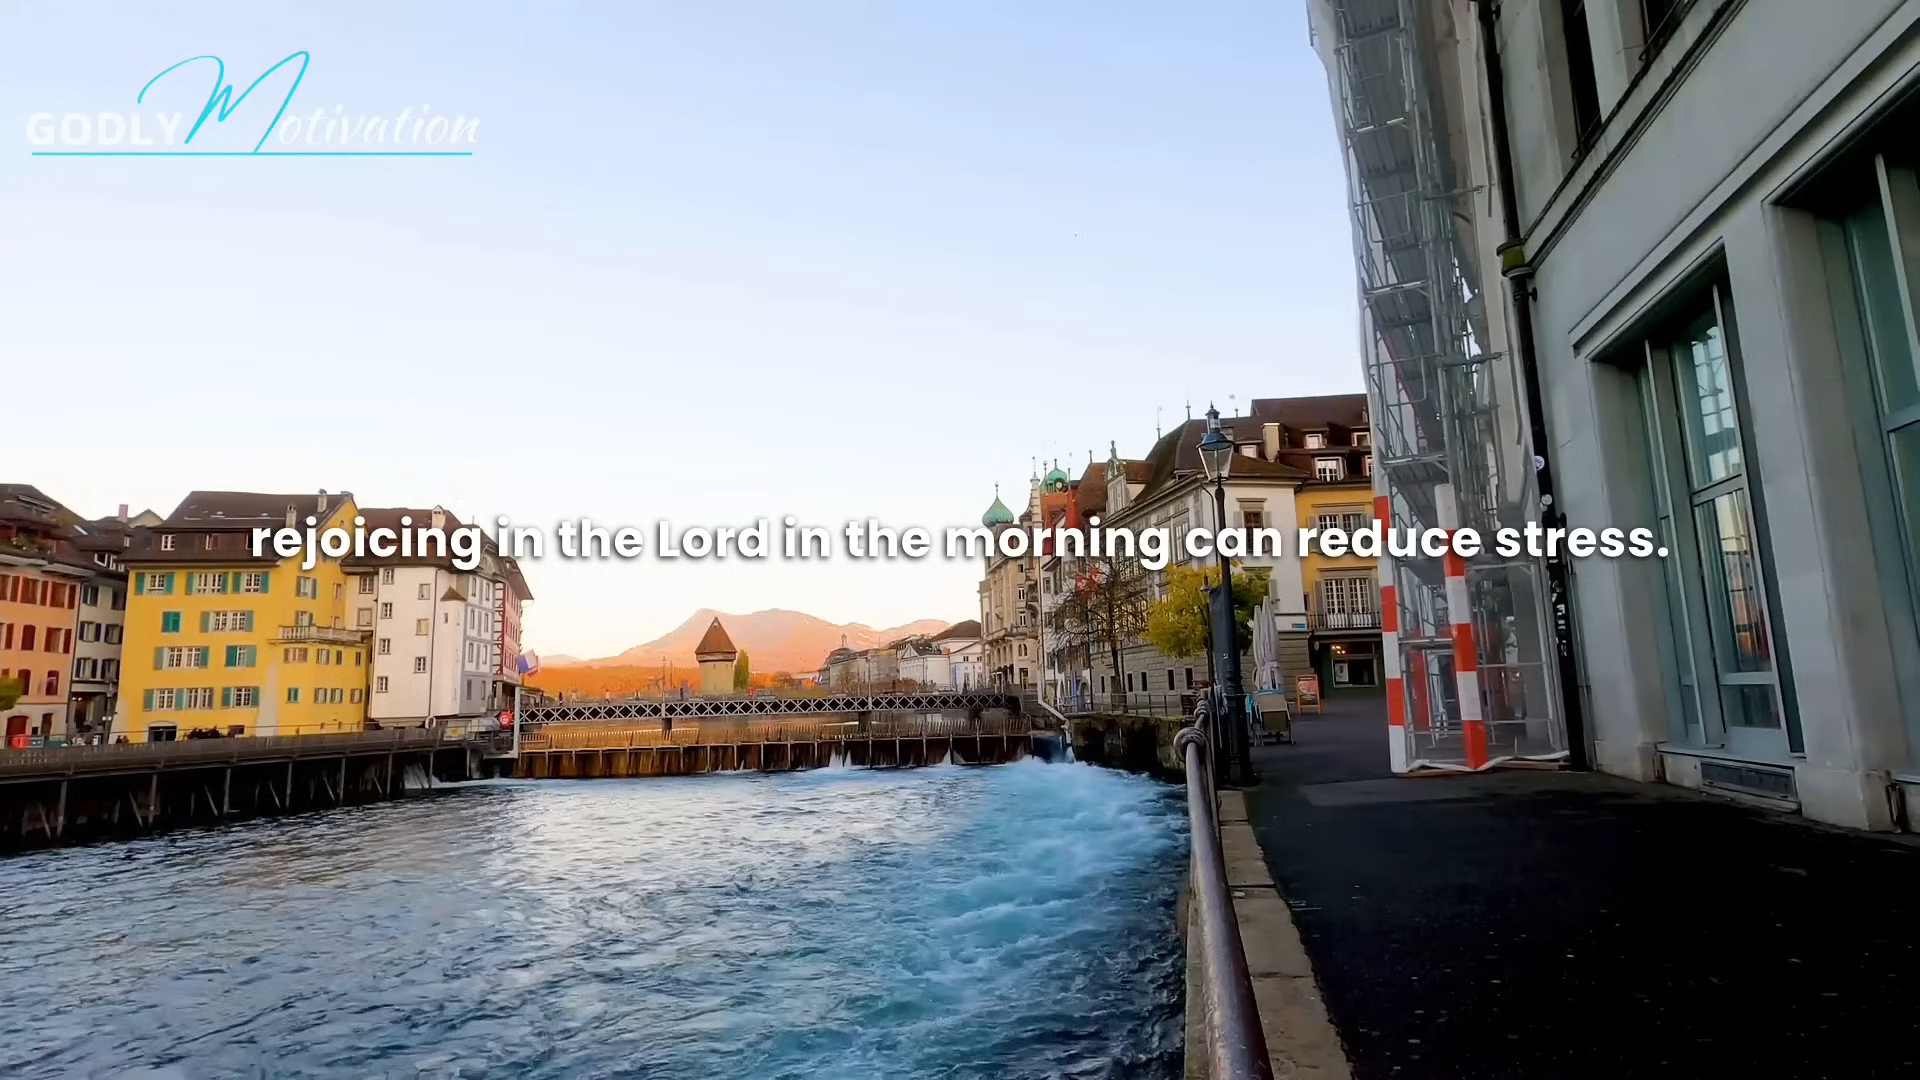 GODLY Motivation
rejoicing in the Lord in the morning can reduce stress.